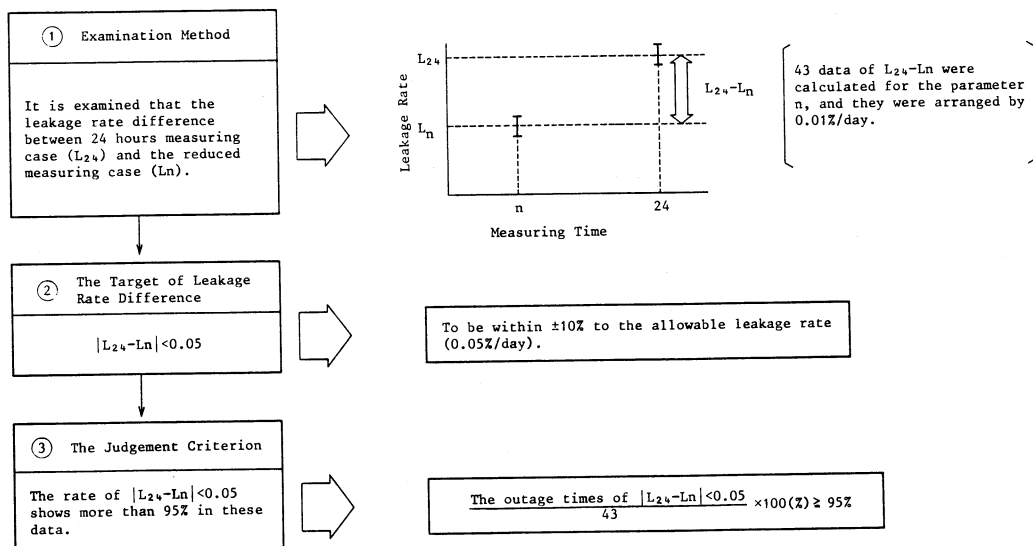 ① Examination Method
It is examined that the
leakage rate difference
between 24 hours measuring
case (L₂₄) and the reduced
measuring case (Ln).
Leakage Rate
L₂₄
Lₙ
L₂₄-Lₙ
n
24
Measuring Time
43 data of L₂₄-Ln were
calculated for the parameter
n, and they were arranged by
0.01%/day.
② The Target of Leakage
Rate Difference
|L₂₄-Ln|<0.05
To be within ±10% to the allowable leakage rate
(0.05%/day).
③ The Judgement Criterion
The rate of |L₂₄-Ln|<0.05
shows more than 95% in these
data.
The outage times of |L₂₄-Ln|<0.05
43
×100(%) ≧ 95%